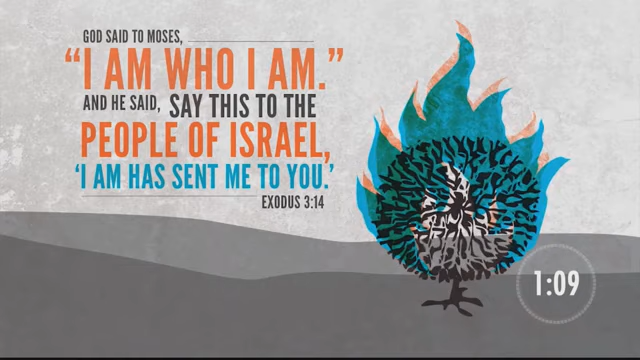 GOD SAID TO MOSES,
“I AM WHO I AM.”
AND HE SAID, SAY THIS TO THE
PEOPLE OF ISRAEL,
‘I AM HAS SENT ME TO YOU.’
EXODUS 3:14
1:09